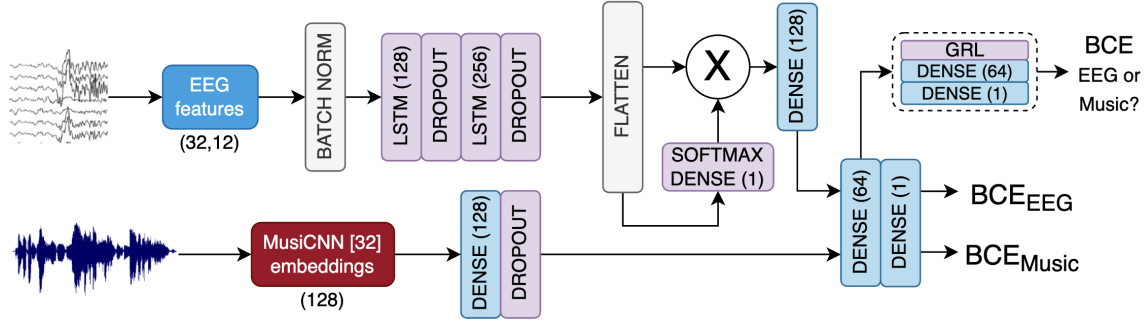 EEG
features
(32,12)
BATCH NORM
LSTM (128)
DROPOUT
LSTM (256)
DROPOUT
FLATTEN
X
SOFTMAX
DENSE (1)
DENSE (128)
GRL
DENSE (64)
DENSE (1)
BCE
EEG or
Music?
MusiCNN [32]
embeddings
(128)
DENSE (128)
DROPOUT
DENSE (64)
DENSE (1)
BCE_EEG
BCE_Music